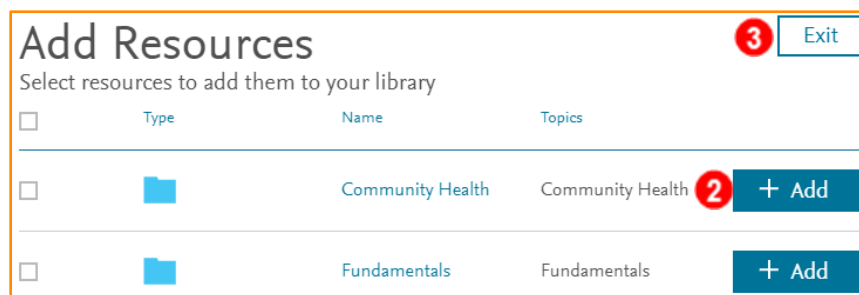 Add Resources
3 Exit
Select resources to add them to your library
Type Name Topics
Community Health Community Health 2 + Add
Fundamentals Fundamentals + Add